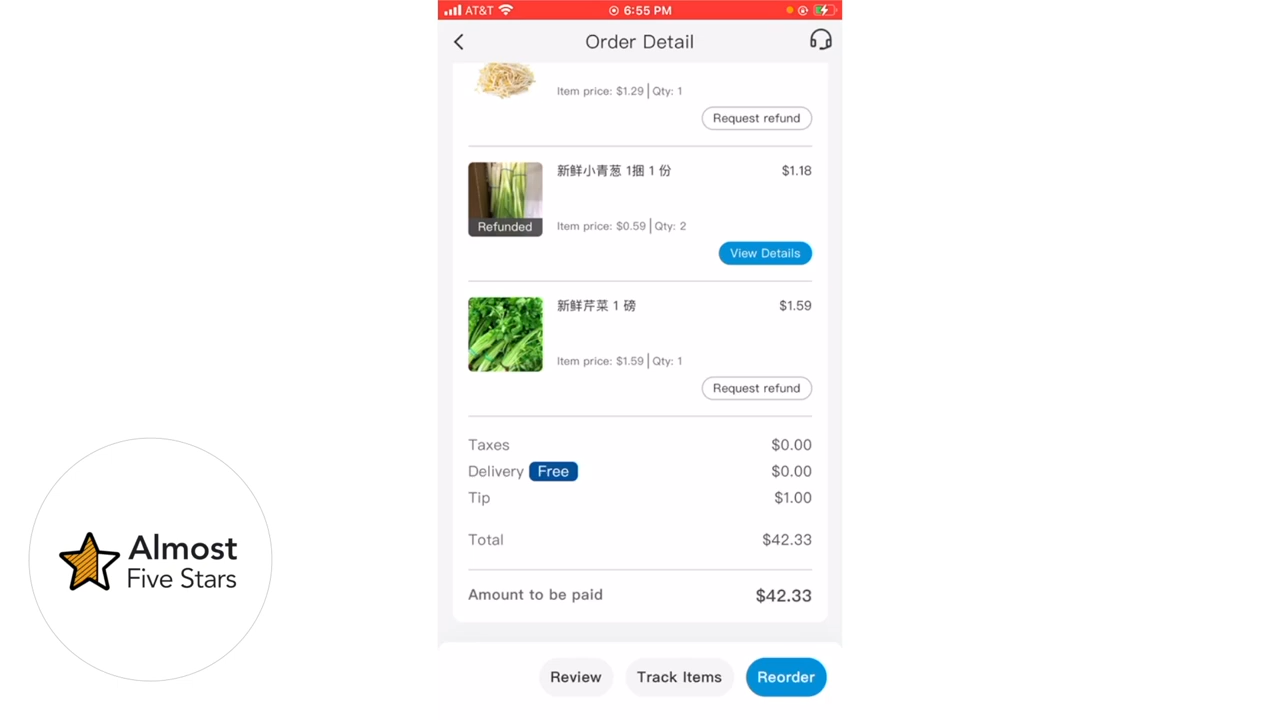 AT&T 6:55 PM
Order Detail
Item price: $1.29 | Qty: 1
Request refund
新鲜小青葱 1捆 1 份 $1.18
Refunded
Item price: $0.59 | Qty: 2
View Details
新鲜芹菜 1 磅 $1.59
Item price: $1.59 | Qty: 1
Request refund
Taxes $0.00
Delivery Free $0.00
Tip $1.00
Total $42.33
Amount to be paid $42.33
Review Track Items Reorder
Almost
Five Stars